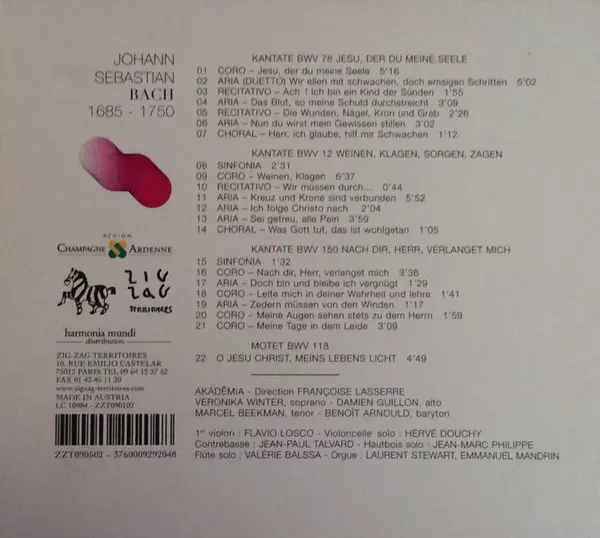 JOHANN
SEBASTIAN
BACH
1685 - 1750
KANTATE BWV 78 JESU, DER DU MEINE SEELE
01 CORO – Jesu, der du meine Seele 5'16
02 ARIA (DUETTO) Wir eilen mit schwachen, doch emsigen Schritten 5'02
03 RECITATIVO – Ach ! Ich bin ein Kind der Sünden 1'55
04 ARIA – Das Blut, so meine Schuld durchstreicht 3'09
05 RECITATIVO – Die Wunden, Nägel, Kron und Grab 2'26
06 ARIA – Nun du wirst mein Gewissen stillen 3'02
07 CHORAL – Herr, ich glaube, hilf mir Schwachen 1'12
KANTATE BWV 12 WEINEN, KLAGEN, SORGEN, ZAGEN
08 SINFONIA 2'31
09 CORO – Weinen, Klagen 6'37
10 RECITATIVO – Wir müssen durch... 0'44
11 ARIA – Kreuz und Krone sind verbunden 5'52
12 ARIA – Ich folge Christo nach 2'04
13 ARIA – Sei getreu, alle Pein 3'59
14 CHORAL – Was Gott tut, das ist wohlgetan 1'05
KANTATE BWV 150 NACH DIR, HERR, VERLANGET MICH
15 SINFONIA 1'32
16 CORO – Nach dir, Herr, verlanget mich 3'36
17 ARIA – Doch bin und bleibe ich vergnügt 1'29
18 CORO – Leite mich in deiner Wahrheit und lehre 1'41
19 ARIA – Zedern müssen von den Winden 1'17
20 CORO – Meine Augen sehen stets zu dem Herrn 1'59
21 CORO – Meine Tage in dem Leide 3'09
MOTET BWV 118
22 O JESU CHRIST, MEINS LEBENS LICHT 4'49
AKADÊMIA - Direction FRANÇOISE LASSERRE
VERONIKA WINTER, soprano - DAMIEN GUILLON, alto
MARCEL BEEKMAN, tenor - BENOÎT ARNOULD, baryton
1er violon : FLAVIO LOSCO - Violoncelle solo : HERVÉ DOUCHY
Contrebasse : JEAN-PAUL TALVARD - Hautbois solo : JEAN-MARC PHILIPPE
Flûte solo : VALÉRIE BALSSA - Orgue : LAURENT STEWART, EMMANUEL MANDRIN
RÉGION
CHAMPAGNE ARDENNE
ZIG
ZAG
TERRITOIRES
harmonia mundi
distribution
ZIG-ZAG TERRITOIRES
10, RUE EMILIO CASTELAR
75012 PARIS TEL 09 64 12 27 52
FAX 01 43 46 11 20
www.zigzag-territoires.com
MADE IN AUSTRIA
LC 10984 - ZZT090102
ZZT090502 - 3760009292048